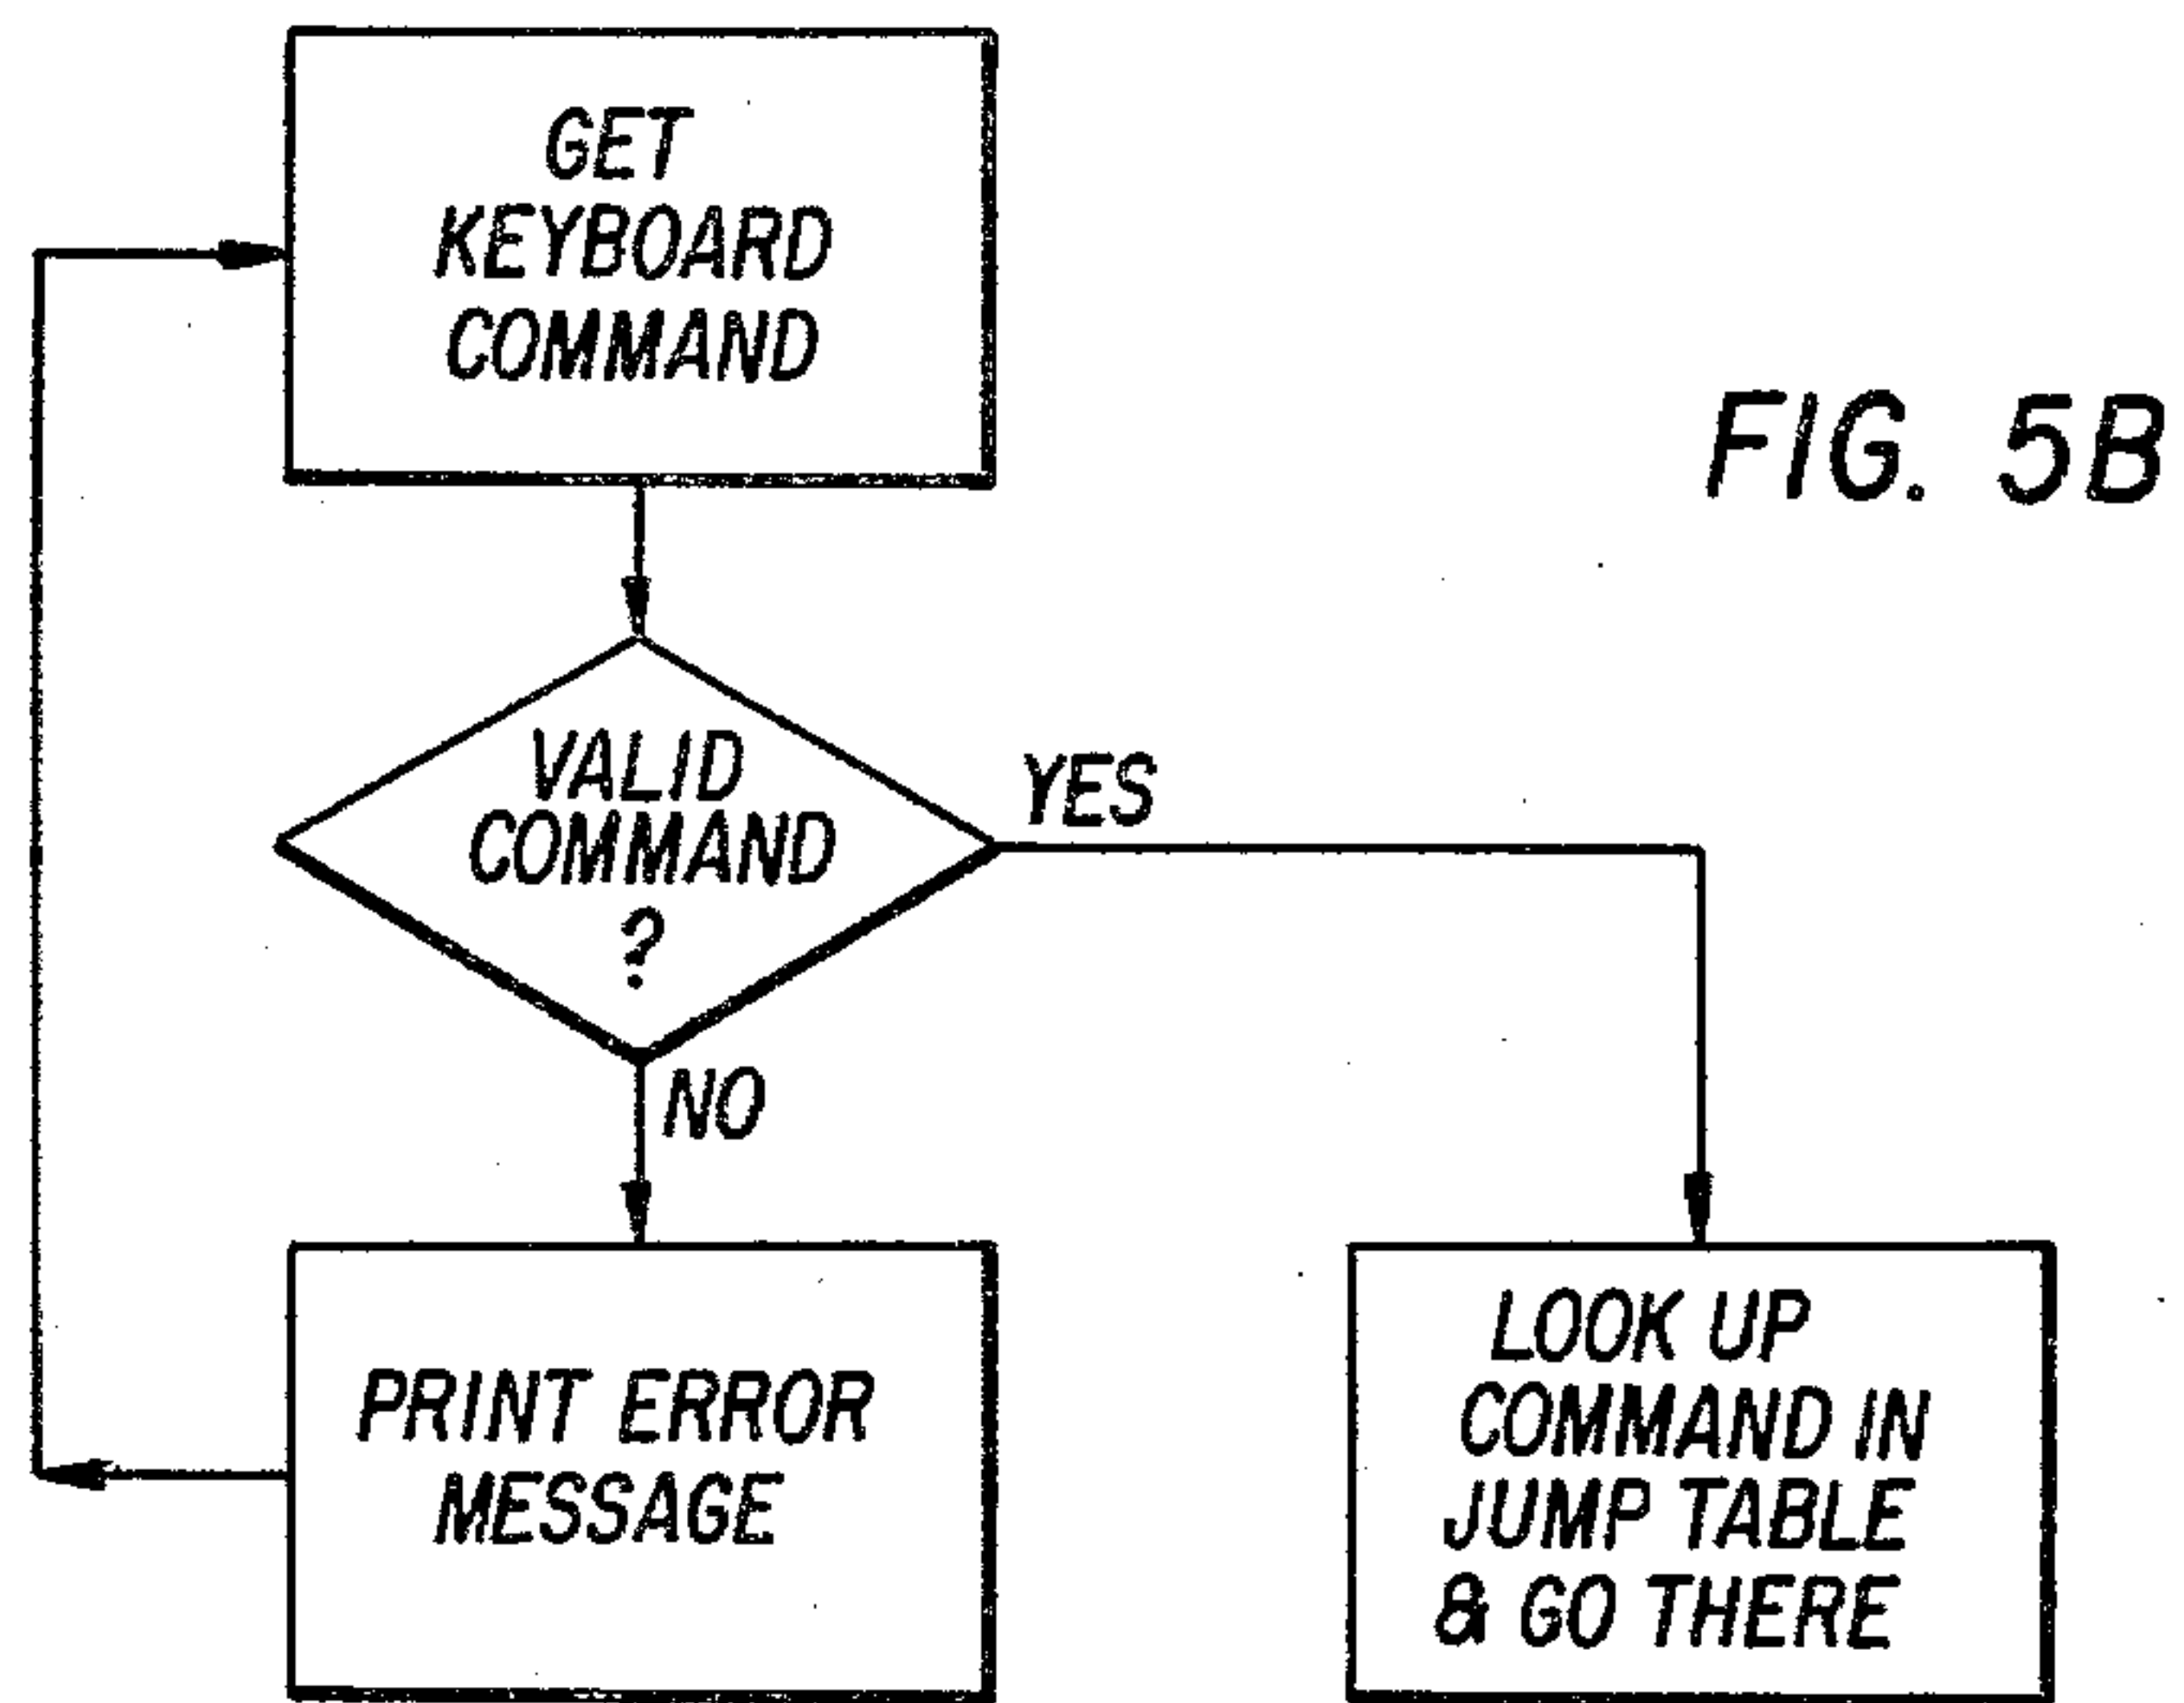 GET
KEYBOARD
COMMAND
FIG. 5B
VALID
COMMAND
?
YES
NO
PRINT ERROR
MESSAGE
LOOK UP
COMMAND IN
JUMP TABLE
& GO THERE